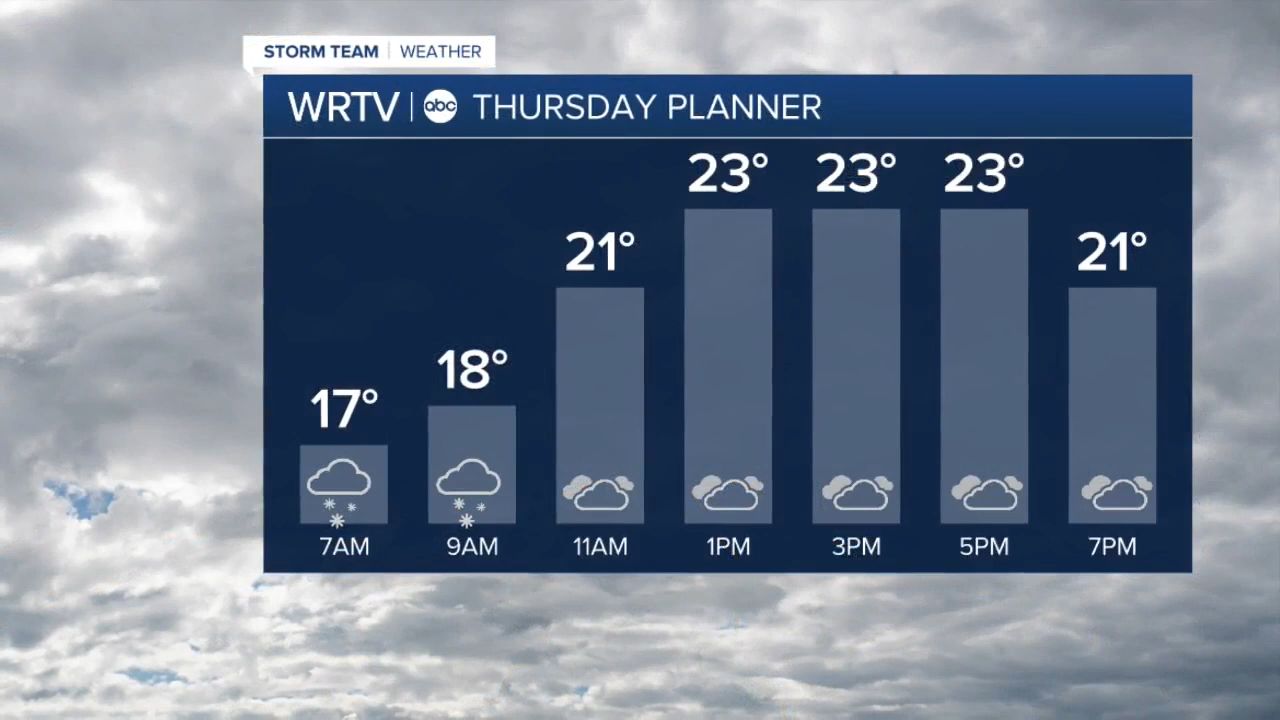 STORM TEAM | WEATHER
WRTV | abc THURSDAY PLANNER
23° 23° 23°
21° 21°
18°
17°
7AM 9AM 11AM 1PM 3PM 5PM 7PM